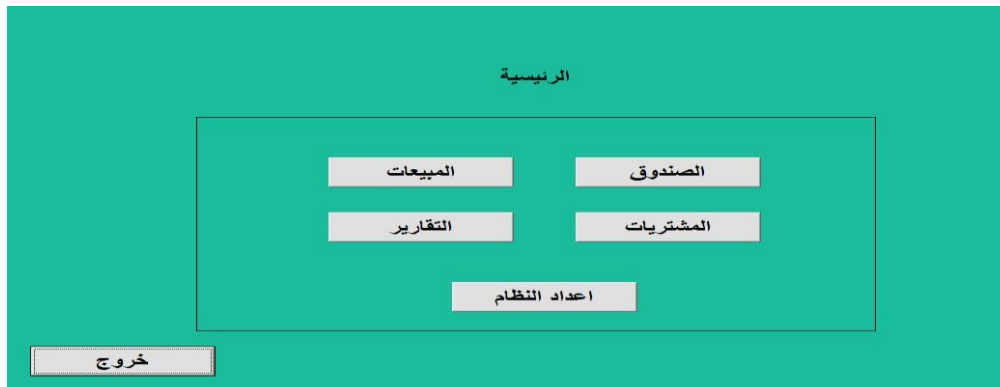 الرئيسية
الصندوق
المبيعات
المشتريات
التقارير
اعداد النظام
خروج